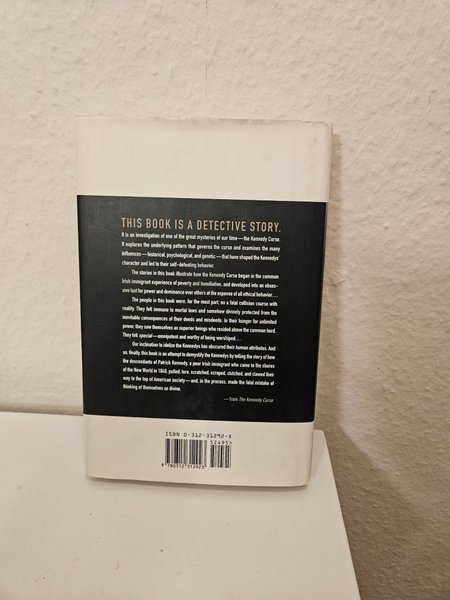 THIS BOOK IS A DETECTIVE STORY.
It is an investigation of one of the great mysteries of our time—the Kennedy Curse.
It explores the underlying pattern that governs the curse and examines the many
influences—historical, psychological, and genetic—that have shaped the Kennedys'
character and led to their self-defeating behavior.
The stories in this book illustrate how the Kennedy Curse began in the common
Irish immigrant experience of poverty and humiliation, and developed into an obses-
sive lust for power and dominance over others at the expense of all ethical behavior. . . .
The people in this book were, for the most part, on a fatal collision course with
reality. They felt immune to mortal laws and somehow divinely protected from the
inevitable consequences of their deeds and misdeeds. In their hunger for unlimited
power, they saw themselves as superior beings who resided above the common herd.
They felt special—omnipotent and worthy of being worshiped. . . .
Our inclination to idolize the Kennedys has obscured their human attributes. And
so, finally, this book is an attempt to demystify the Kennedys by telling the story of how
the descendants of Patrick Kennedy, a poor Irish immigrant who came to the shores
of the New World in 1848, pulled, tore, scratched, scraped, clutched, and clawed their
way to the top of American society—and, in the process, made the fatal mistake of
thinking of themselves as divine.
—from The Kennedy Curse
ISBN 0-312-31292-X
52495>
9 780312 312923